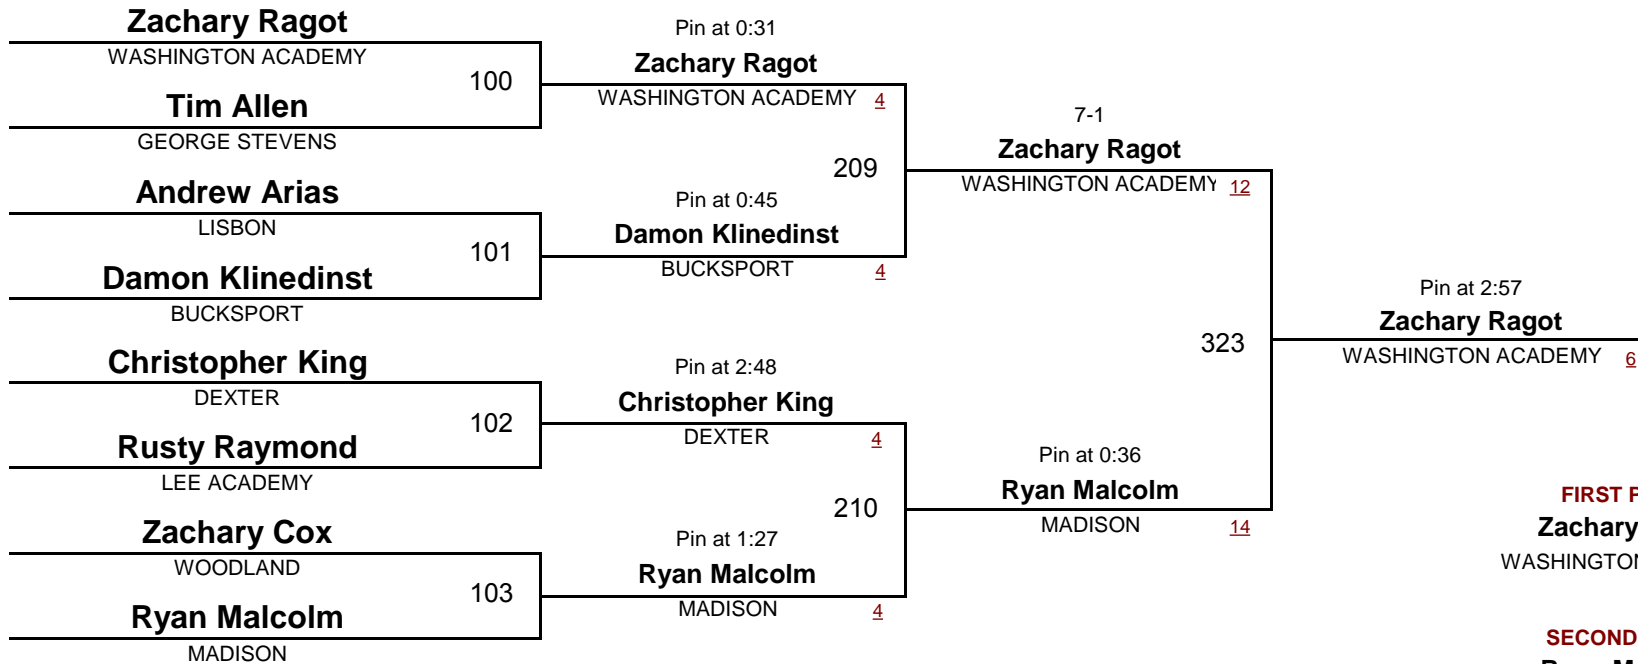 Zachary Ragot
WASHINGTON ACADEMY
100
Tim Allen
GEORGE STEVENS
Andrew Arias
LISBON
101
Damon Klinedinst
BUCKSPORT
Christopher King
DEXTER
102
Rusty Raymond
LEE ACADEMY
Zachary Cox
WOODLAND
103
Ryan Malcolm
MADISON
Pin at 0:31
Zachary Ragot
WASHINGTON ACADEMY 4
209
Pin at 0:45
Damon Klinedinst
BUCKSPORT 4
Pin at 2:48
Christopher King
DEXTER 4
210
Pin at 1:27
Ryan Malcolm
MADISON 4
7-1
Zachary Ragot
WASHINGTON ACADEMY 12
323
Pin at 0:36
Ryan Malcolm
MADISON 14
Pin at 2:57
Zachary Ragot
WASHINGTON ACADEMY 6
FIRST P
Zachary
WASHINGTON
SECOND